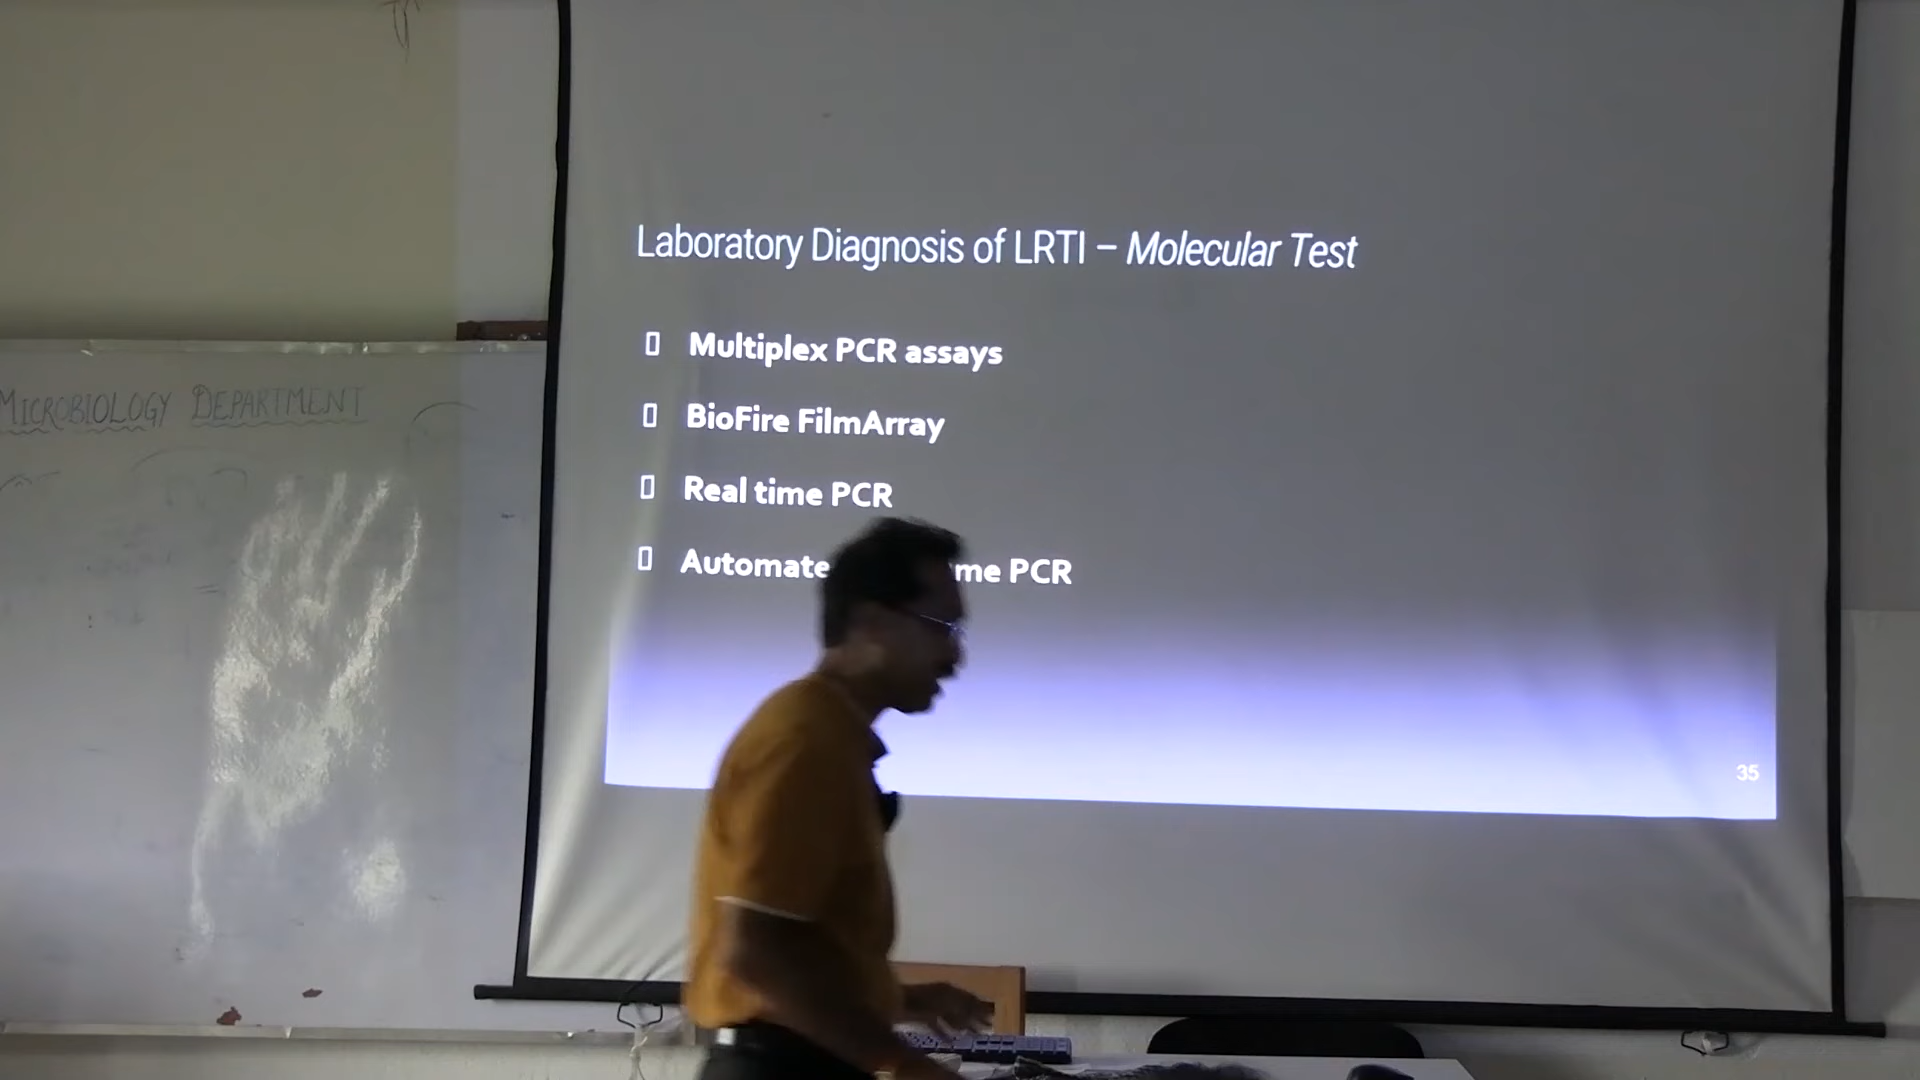 Laboratory Diagnosis of LRTI – Molecular Test
Multiplex PCR assays
BioFire FilmArray
Real time PCR
Automate me PCR
35
MICROBIOLOGY DEPARTMENT